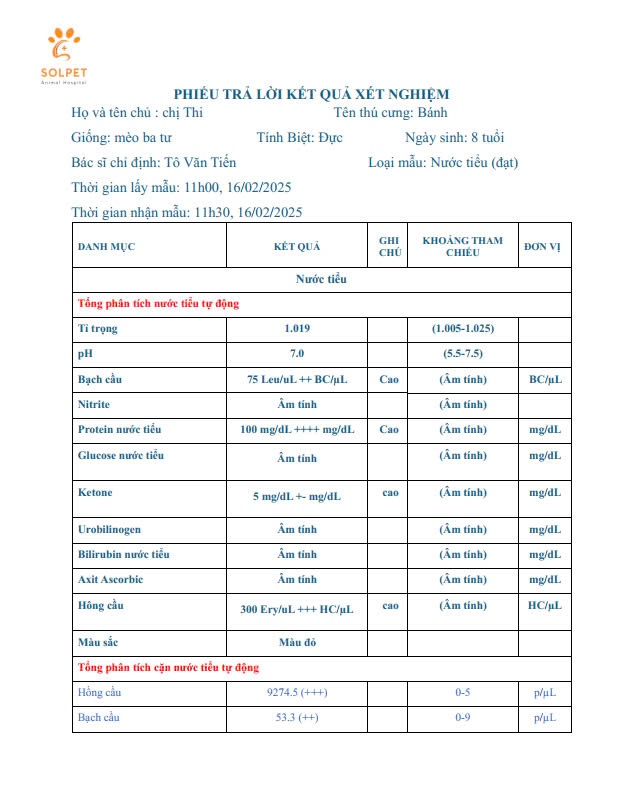 SOLPET
Animal Hospital
PHIẾU TRẢ LỜI KẾT QUẢ XÉT NGHIỆM
Họ và tên chủ : chị Thi Tên thú cưng: Bánh
Giống: mèo ba tư Tính Biệt: Đực Ngày sinh: 8 tuổi
Bác sĩ chỉ định: Tô Văn Tiến Loại mẫu: Nước tiểu (đạt)
Thời gian lấy mẫu: 11h00, 16/02/2025
Thời gian nhận mẫu: 11h30, 16/02/2025
DANH MỤC KẾT QUẢ GHI CHÚ KHOẢNG THAM CHIẾU ĐƠN VỊ
Nước tiểu
Tổng phân tích nước tiểu tự động
Tỉ trọng 1.019 (1.005-1.025)
pH 7.0 (5.5-7.5)
Bạch cầu 75 Leu/uL ++ BC/µL Cao (Âm tính) BC/µL
Nitrite Âm tính (Âm tính)
Protein nước tiểu 100 mg/dL ++++ mg/dL Cao (Âm tính) mg/dL
Glucose nước tiểu Âm tính (Âm tính) mg/dL
Ketone 5 mg/dL +- mg/dL cao (Âm tính) mg/dL
Urobilinogen Âm tính (Âm tính) mg/dL
Bilirubin nước tiểu Âm tính (Âm tính) mg/dL
Axit Ascorbic Âm tính (Âm tính) mg/dL
Hồng cầu 300 Ery/uL +++ HC/µL cao (Âm tính) HC/µL
Màu sắc Màu đỏ
Tổng phân tích cặn nước tiểu tự động
Hồng cầu 9274.5 (+++) 0-5 p/µL
Bạch cầu 53.3 (++) 0-9 p/µL